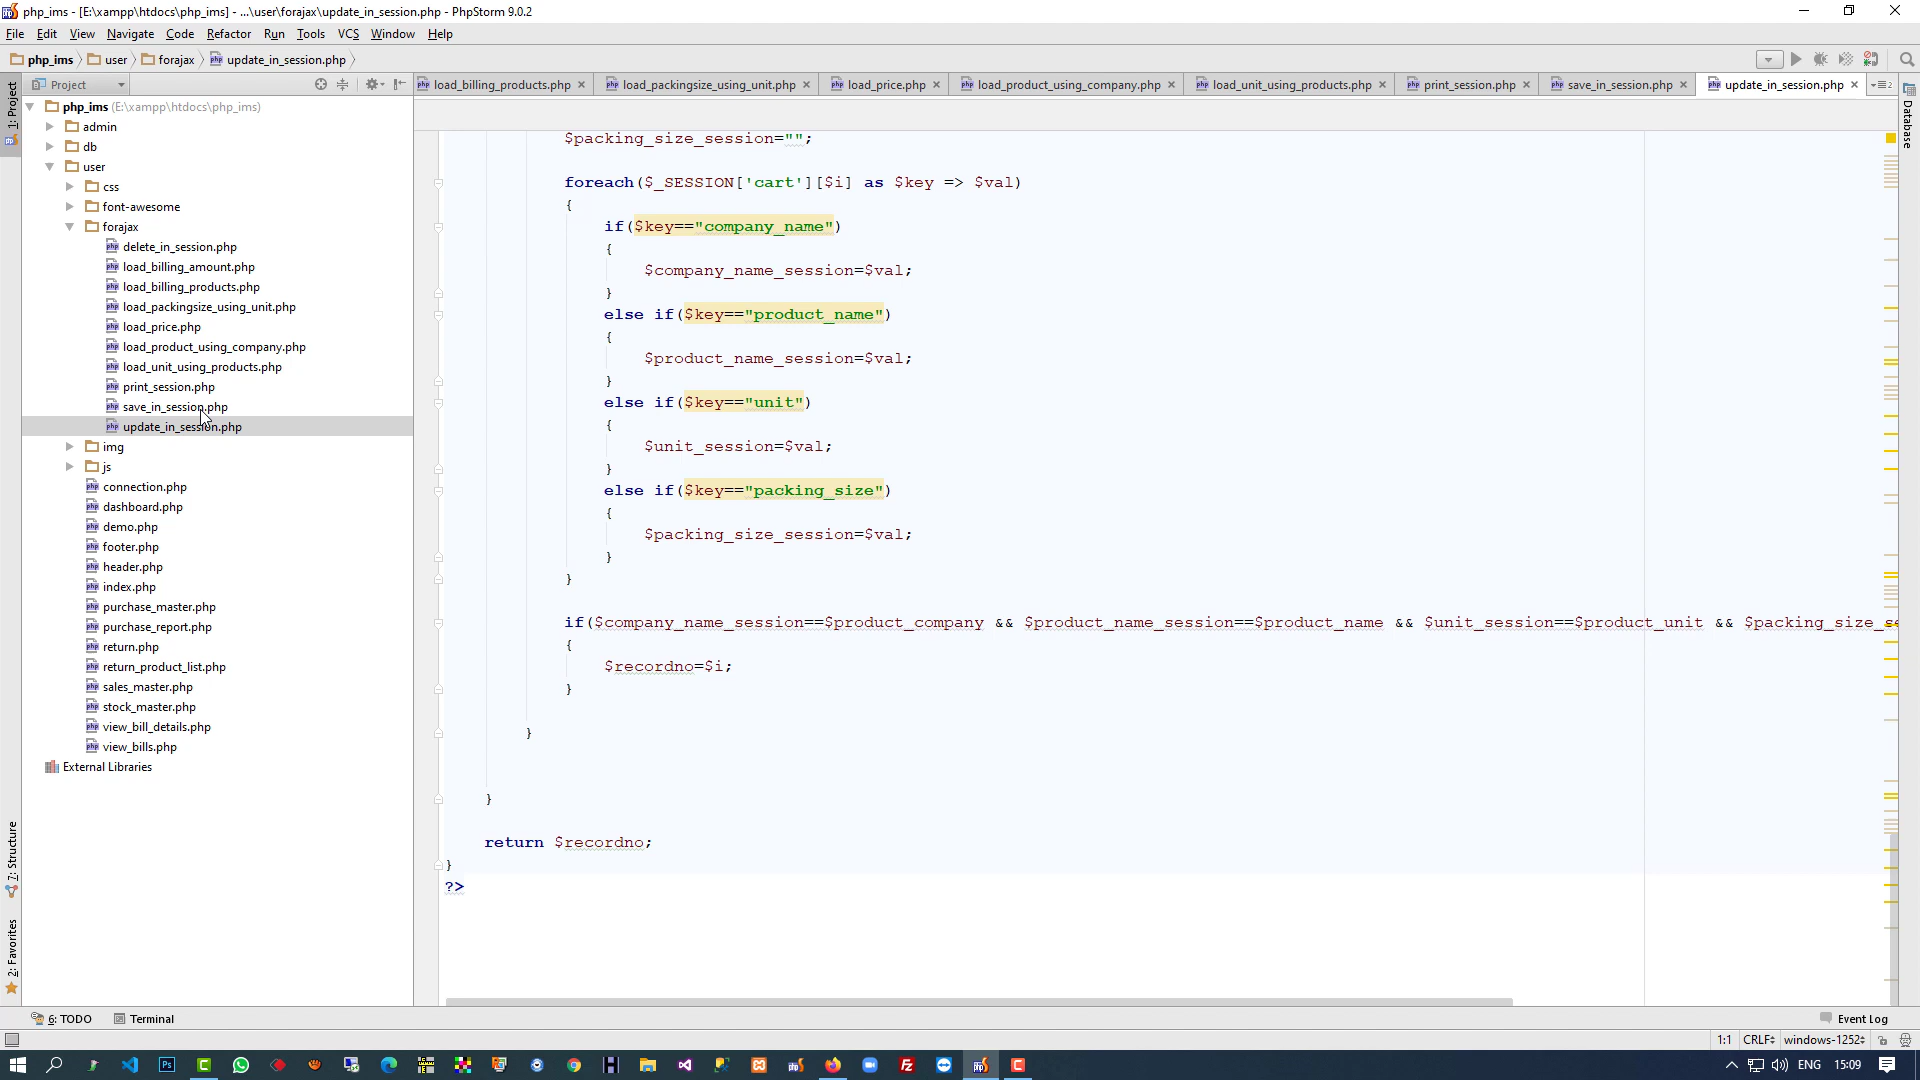 php_ims - [E:\xampp\htdocs\php_ims] - ...\user\forajax\update_in_session.php - PhpStorm 9.0.2
File Edit View Navigate Code Refactor Run Tools VCS Window Help
php_ims user forajax update_in_session.php
Project
load_billing_products.php load_packingsize_using_unit.php load_price.php load_product_using_company.php load_unit_using_products.php print_session.php save_in_session.php update_in_session.php
1: Project
7: Structure
2: Favorites
Database
php_ims (E:\xampp\htdocs\php_ims)
admin
db
user
css
font-awesome
forajax
delete_in_session.php
load_billing_amount.php
load_billing_products.php
load_packingsize_using_unit.php
load_price.php
load_product_using_company.php
load_unit_using_products.php
print_session.php
save_in_session.php
update_in_session.php
img
js
connection.php
dashboard.php
demo.php
footer.php
header.php
index.php
purchase_master.php
purchase_report.php
return.php
return_product_list.php
sales_master.php
stock_master.php
view_bill_details.php
view_bills.php
External Libraries
$packing_size_session="";
foreach($_SESSION['cart'][$i] as $key => $val)
{
if($key=="company_name")
{
$company_name_session=$val;
}
else if($key=="product_name")
{
$product_name_session=$val;
}
else if($key=="unit")
{
$unit_session=$val;
}
else if($key=="packing_size")
{
$packing_size_session=$val;
}
}
if($company_name_session==$product_company && $product_name_session==$product_name && $unit_session==$product_unit && $packing_size_se
{
$recordno=$i;
}
}
}
return $recordno;
}
?>
6: TODO Terminal Event Log
1:1 CRLF windows-1252
ENG 15:09